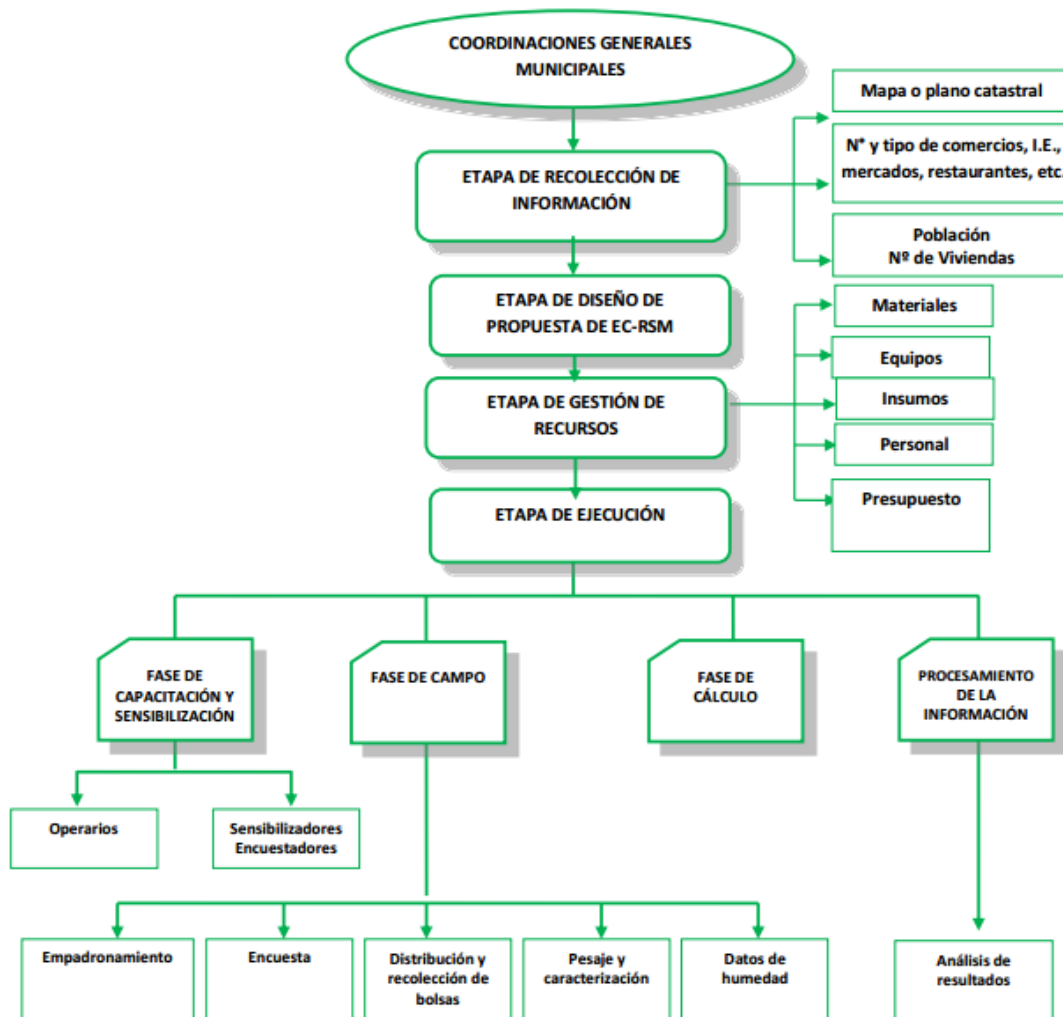 COORDINACIONES GENERALES
MUNICIPALES
Mapa o plano catastral
ETAPA DE RECOLECCIÓN DE
INFORMACIÓN
N° y tipo de comercios, I.E.,
mercados, restaurantes, etc.
Población
Nº de Viviendas
ETAPA DE DISEÑO DE
PROPUESTA DE EC-RSM
Materiales
Equipos
ETAPA DE GESTIÓN DE
RECURSOS
Insumos
Personal
Presupuesto
ETAPA DE EJECUCIÓN
FASE DE
CAPACITACIÓN Y
SENSIBILIZACIÓN
FASE DE CAMPO
FASE DE
CÁLCULO
PROCESAMIENTO
DE LA
INFORMACIÓN
Operarios
Sensibilizadores
Encuestadores
Empadronamiento
Encuesta
Distribución y
recolección de
bolsas
Pesaje y
caracterización
Datos de
humedad
Análisis de
resultados